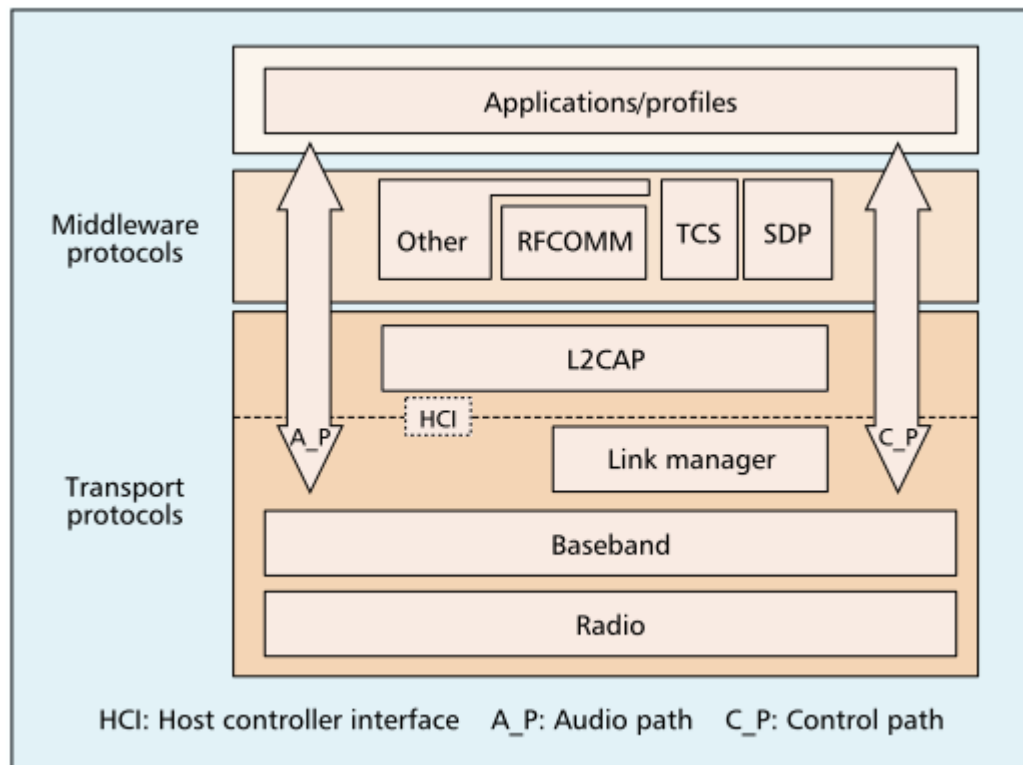 Applications/profiles
Middleware
protocols
Other
RFCOMM
TCS
SDP
L2CAP
HCI
A_P
C_P
Link manager
Transport
protocols
Baseband
Radio
HCI: Host controller interface A_P: Audio path C_P: Control path